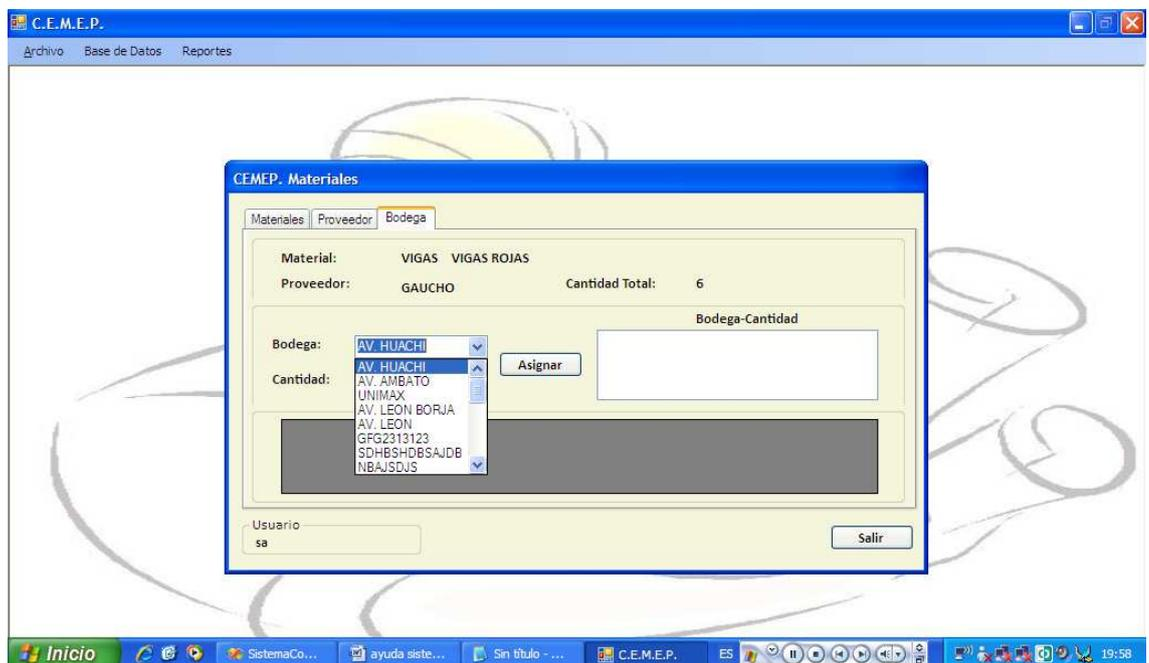 C.E.M.E.P.
Archivo Base de Datos Reportes
CEMEP. Materiales
Materiales Proveedor Bodega
Material: VIGAS VIGAS ROJAS
Proveedor: GAUCHO Cantidad Total: 6
Bodega-Cantidad
Bodega: AV. HUACHI
Asignar
Cantidad:
AV. HUACHI
AV. AMBATO
UNIMAX
AV. LEON BORJA
AV. LEON
GFG2313123
SDHBSHDBSAJDB
NBAJSDJS
Usuario
sa
Salir
Inicio SistemaCo... ayuda siste... Sin título - ... C.E.M.E.P. ES 19:58